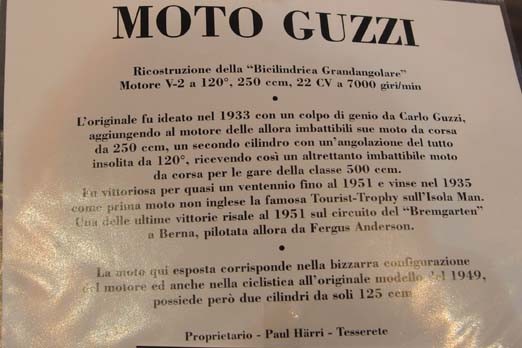 MOTO GUZZI
Ricostruzione della "Bicilindrica Grandangolare"
Motore V-2 a 120°, 250 ccm, 22 CV a 7000 giri/min
•
L'originale fu ideato nel 1933 con un colpo di genio da Carlo Guzzi,
aggiungendo al motore delle allora imbattibili sue moto da corsa
da 250 ccm, un secondo cilindro con un'angolazione del tutto
insolita da 120°, ricevendo così un altrettanto imbattibile moto
da corsa per le gare della classe 500 ccm.
Fu vittoriosa per quasi un ventennio fino al 1951 e vinse nel 1935
come prima moto non inglese la famosa Tourist-Trophy sull'Isola Man.
Una delle ultime vittorie risale al 1951 sul circuito del "Bremgarten"
a Berna, pilotata allora da Fergus Anderson.
•
La moto qui esposta corrisponde nella bizzarra configurazione
del motore ed anche nella ciclistica all'originale modello del 1949,
possiede però due cilindri da soli 125 ccm
Proprietario - Paul Härri - Tesserete